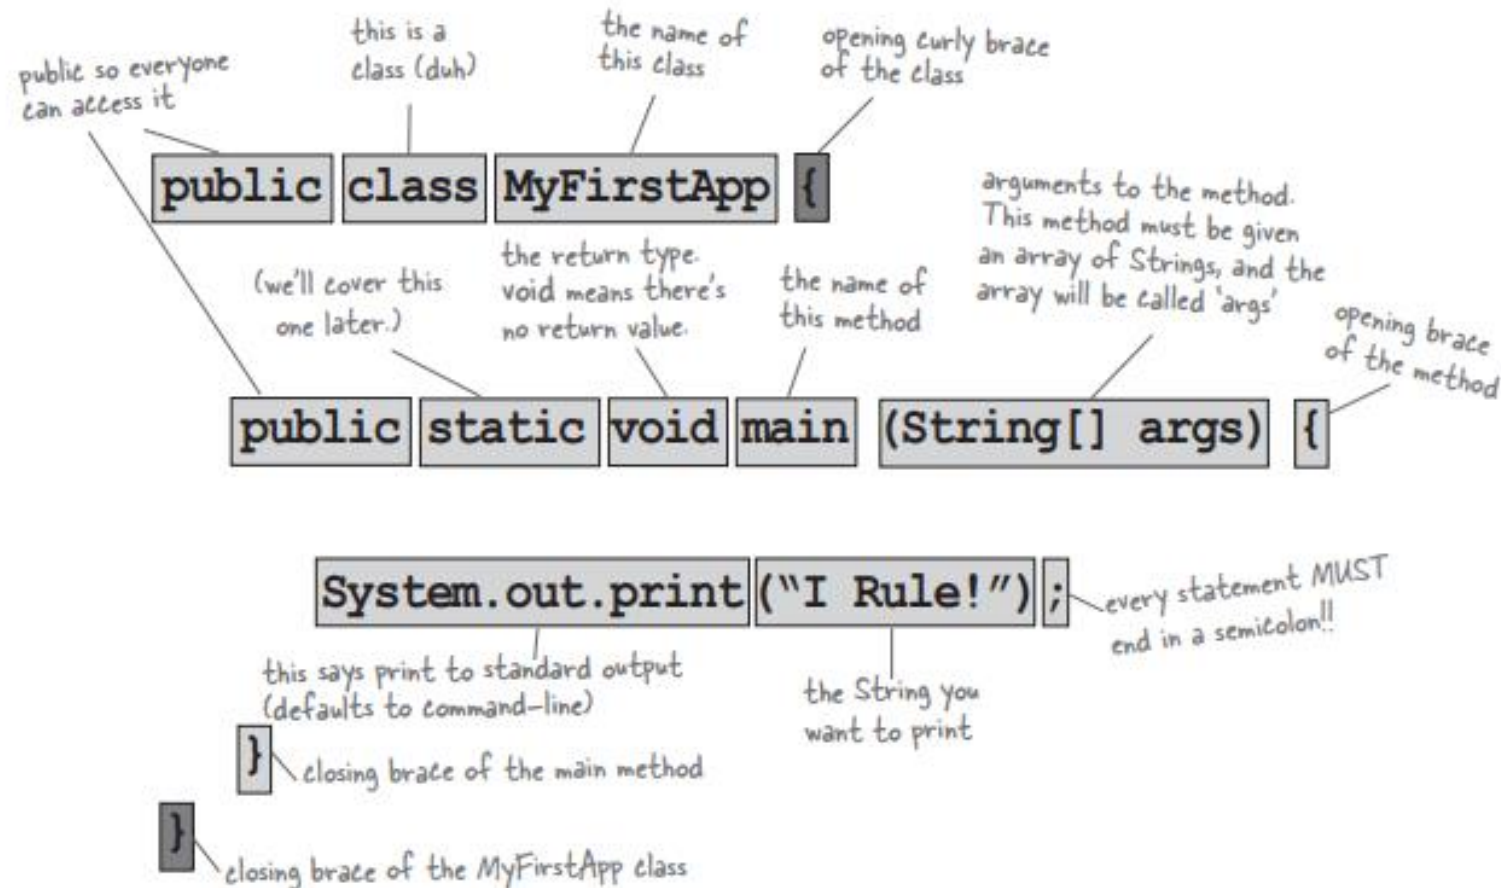 public so everyone
can access it
this is a
class (duh)
the name of
this class
opening curly brace
of the class
public class MyFirstApp {
(we'll cover this
one later.)
the return type.
void means there's
no return value.
the name of
this method
arguments to the method.
This method must be given
an array of Strings, and the
array will be called 'args'
opening brace
of the method
public static void main (String[] args) {
System.out.print(“I Rule!”);
every statement MUST
end in a semicolon!!
this says print to standard output
(defaults to command-line)
the String you
want to print
}
closing brace of the main method
}
closing brace of the MyFirstApp class